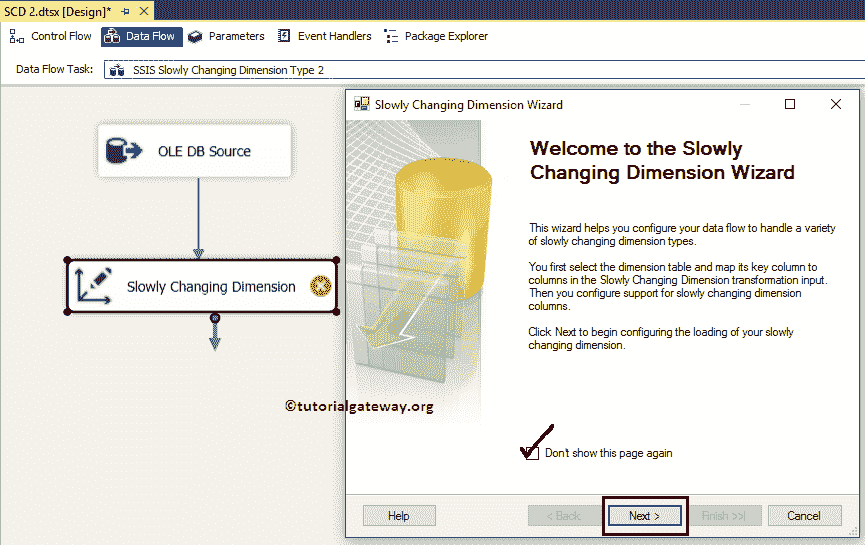 SCD 2.dtsx [Design]*
Control Flow Data Flow Parameters Event Handlers Package Explorer
Data Flow Task: SSIS Slowly Changing Dimension Type 2
OLE DB Source
Slowly Changing Dimension
©tutorialgateway.org
Slowly Changing Dimension Wizard
Welcome to the Slowly
Changing Dimension Wizard
This wizard helps you configure your data flow to handle a variety
of slowly changing dimension types.
You first select the dimension table and map its key column to
columns in the Slowly Changing Dimension transformation input.
Then you configure support for slowly changing dimension
columns.
Click Next to begin configuring the loading of your slowly
changing dimension.
Don't show this page again
Help < Back Next > Finish >>| Cancel